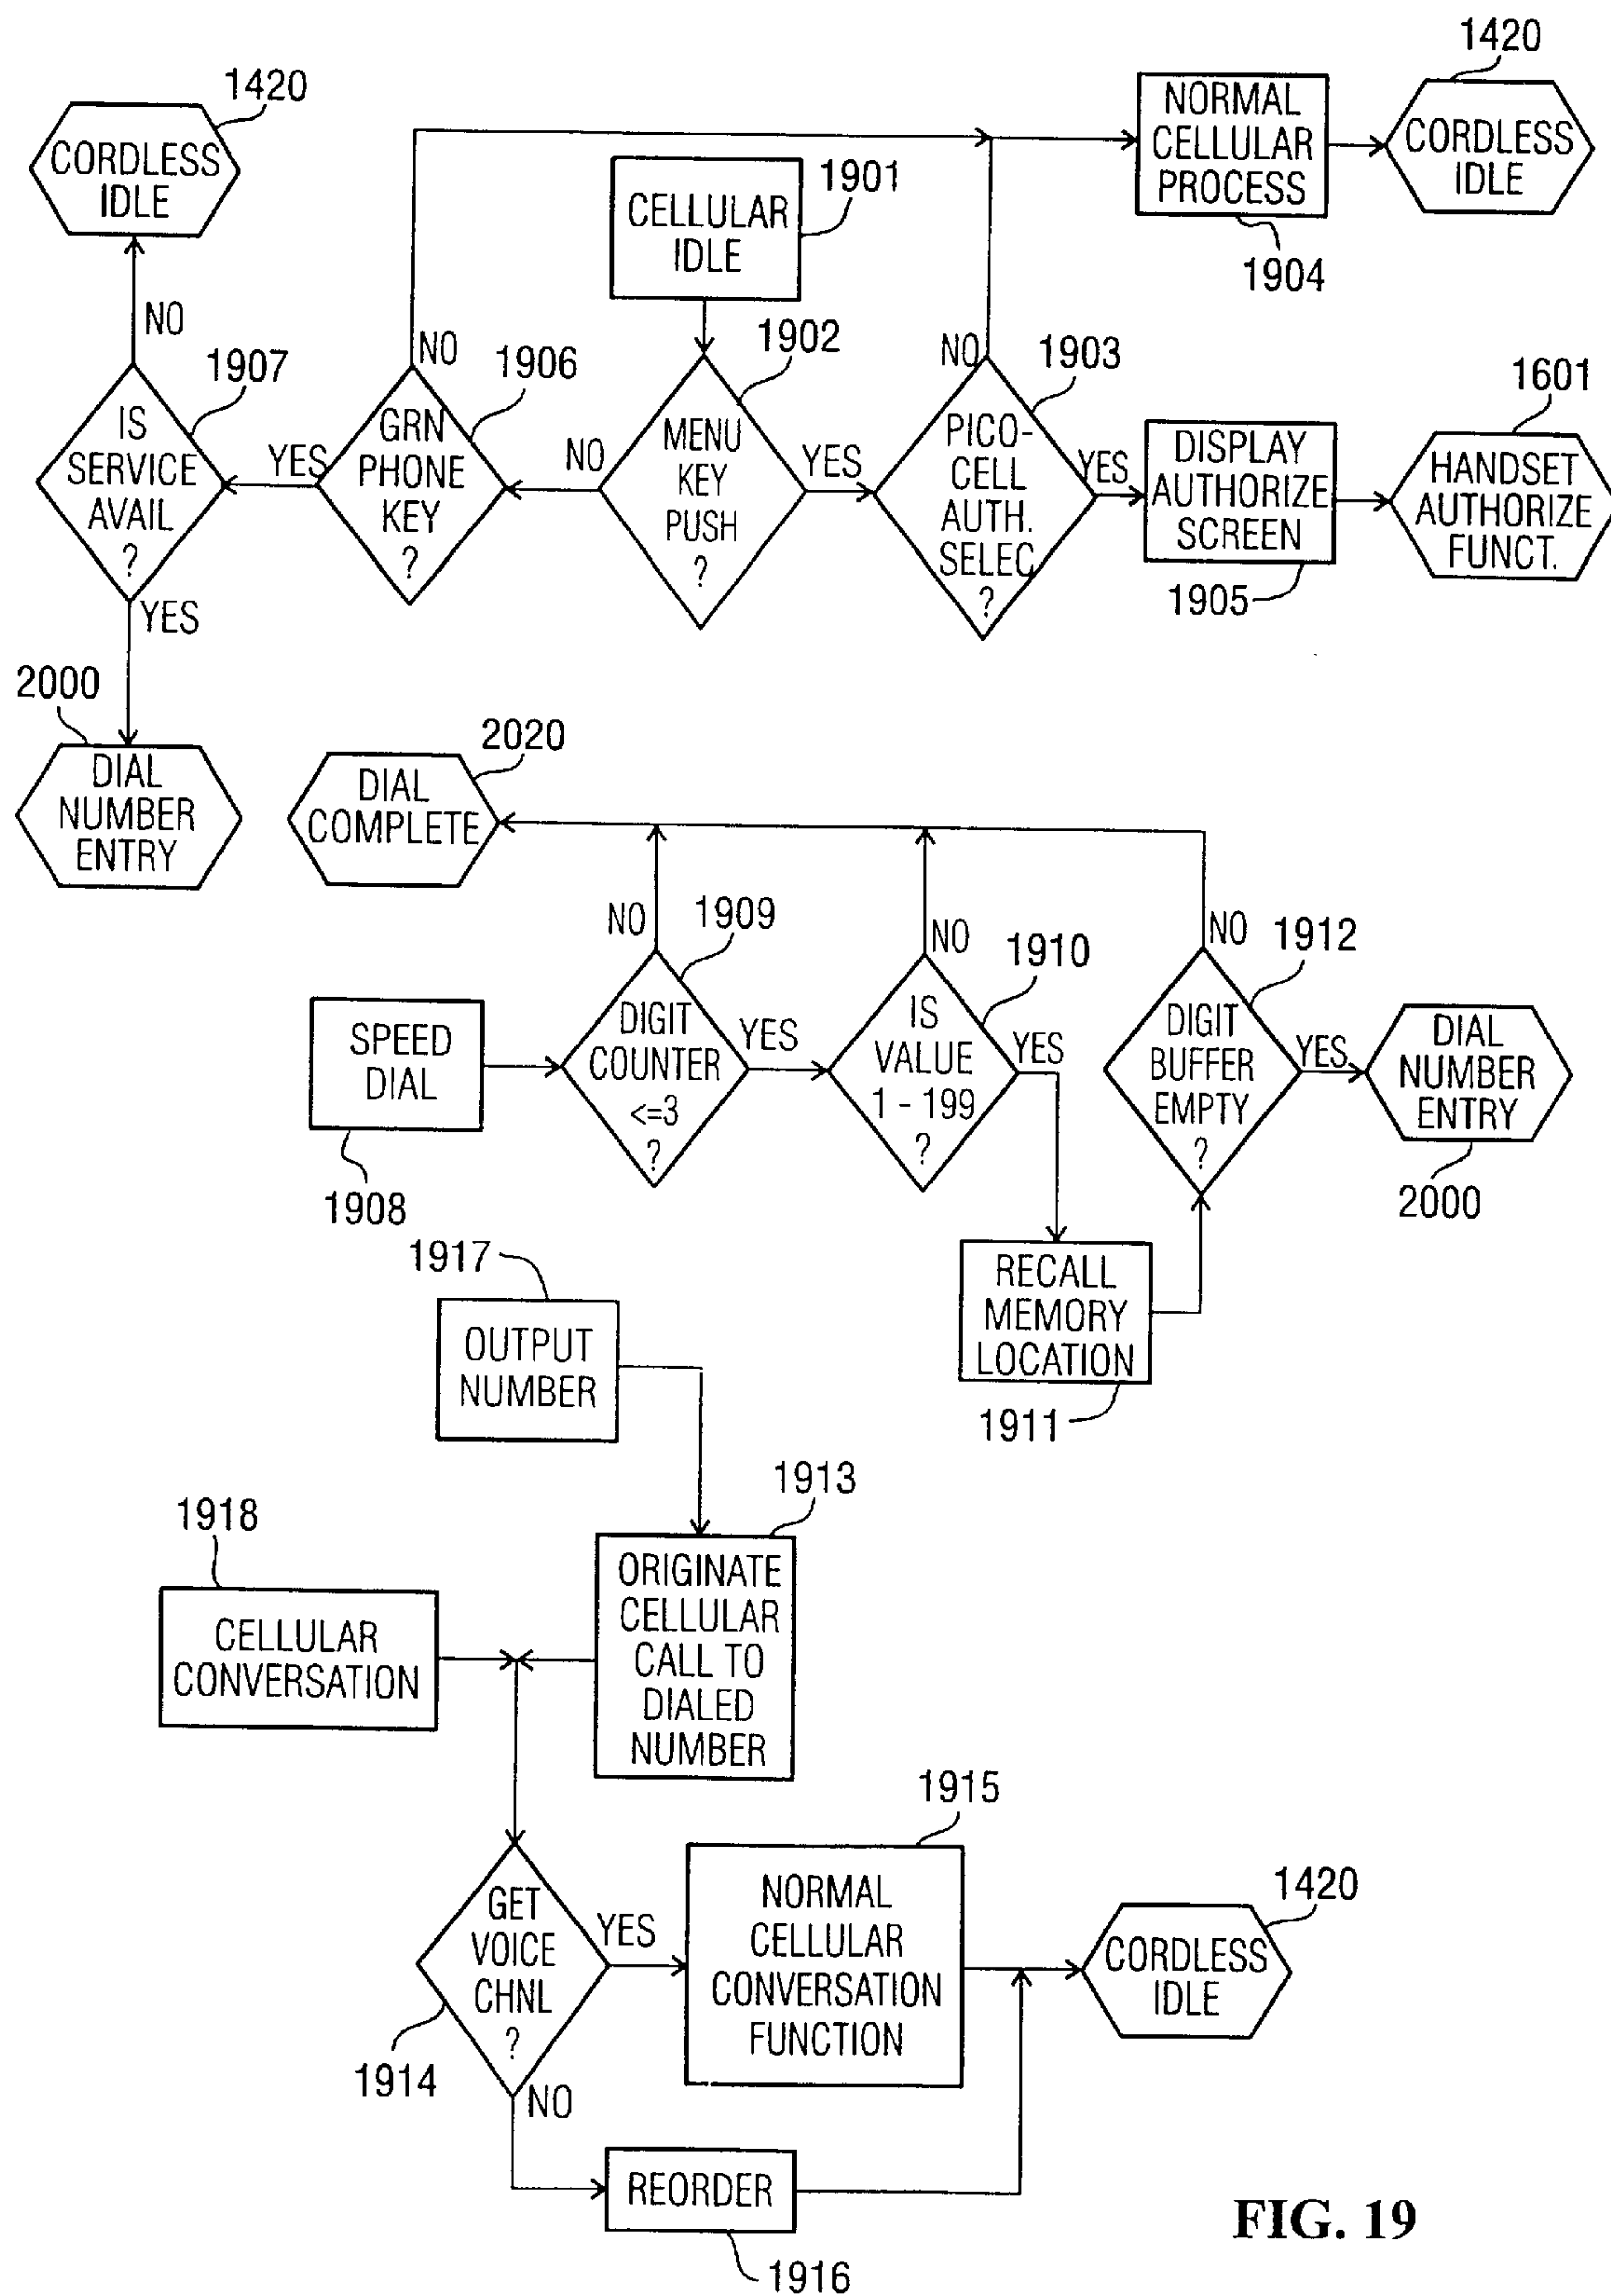 1420
CORDLESS
IDLE
NO
1907
IS
SERVICE
AVAIL
?
YES
2000
DIAL
NUMBER
ENTRY
YES
NO
1906
GRN
PHONE
KEY
?
NO
CELLULAR
IDLE
1901
1902
MENU
KEY
PUSH
?
YES
NO
1903
PICO-
CELL
AUTH.
SELEC
?
NORMAL
CELLULAR
PROCESS
1904
1420
CORDLESS
IDLE
YES
DISPLAY
AUTHORIZE
SCREEN
1905
1601
HANDSET
AUTHORIZE
FUNCT.
2020
DIAL
COMPLETE
SPEED
DIAL
1908
NO
1909
DIGIT
COUNTER
<=3
?
YES
NO
1910
IS
VALUE
1 - 199
?
YES
RECALL
MEMORY
LOCATION
1911
NO
1912
DIGIT
BUFFER
EMPTY
?
YES
DIAL
NUMBER
ENTRY
2000
1917
OUTPUT
NUMBER
1913
ORIGINATE
CELLULAR
CALL TO
DIALED
NUMBER
1918
CELLULAR
CONVERSATION
GET
VOICE
CHNL
?
1914
YES
1915
NORMAL
CELLULAR
CONVERSATION
FUNCTION
1420
CORDLESS
IDLE
NO
REORDER
1916
FIG. 19